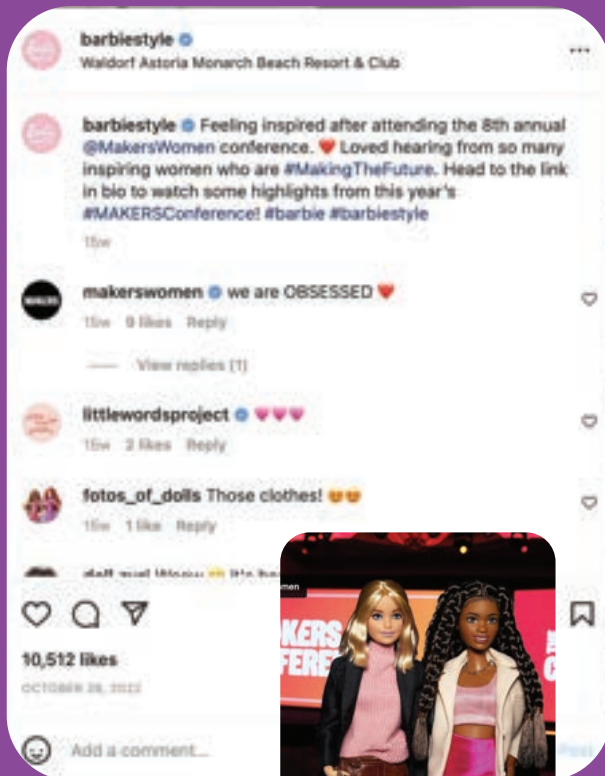 barbiestyle
Waldorf Astoria Monarch Beach Resort & Club
barbiestyle Feeling inspired after attending the 8th annual
@MakersWomen conference. ❤️ Loved hearing from so many
inspiring women who are #MakingTheFuture. Head to the link
in bio to watch some highlights from this year's
#MAKERSConference! #barbie #barbiestyle
15w
makerswomen we are OBSESSED ❤️
15w 9 likes Reply
View replies (1)
littlewordsproject 💗💗💗
15w 2 likes Reply
fotos_of_dolls Those clothes! 😍😍
15w 1 like Reply
10,512 likes
OCTOBER 28, 2022
Add a comment...
Post
men
KERS
FERE